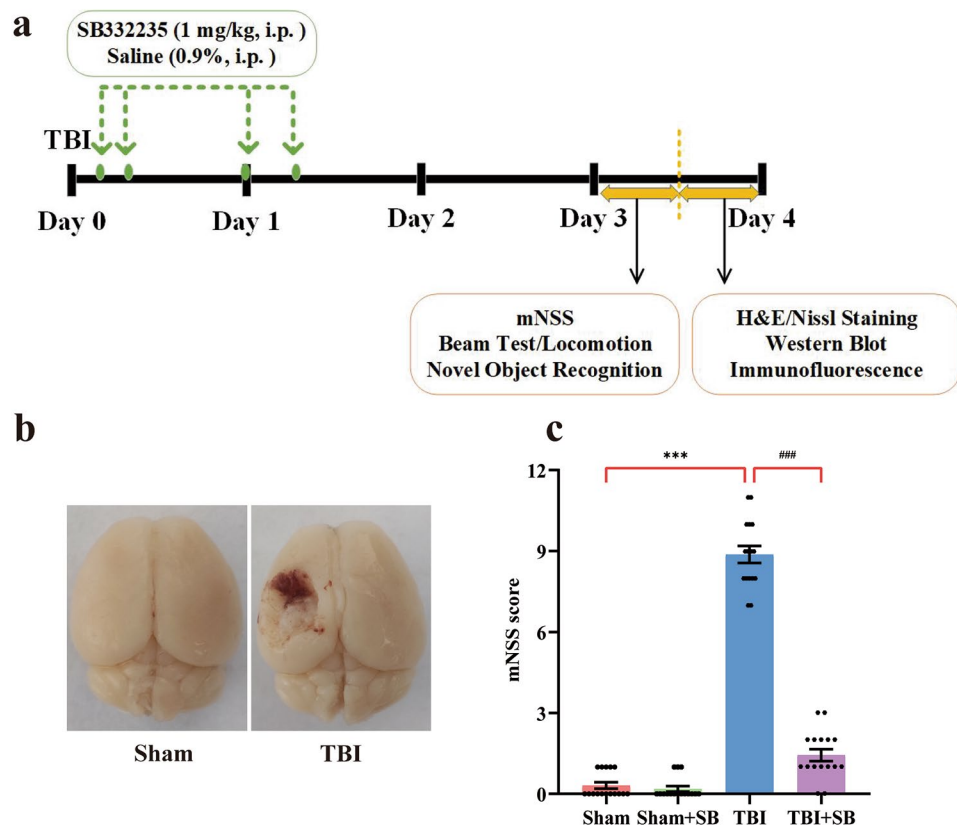 a
SB332235 (1 mg/kg, i.p. )
Saline (0.9%, i.p. )
TBI
Day 0
Day 1
Day 2
Day 3
Day 4
mNSS
Beam Test/Locomotion
Novel Object Recognition
H&E/Nissl Staining
Western Blot
Immunofluorescence
b
Sham
TBI
c
***
###
mNSS score
12
9
6
3
0
Sham
Sham+SB
TBI
TBI+SB